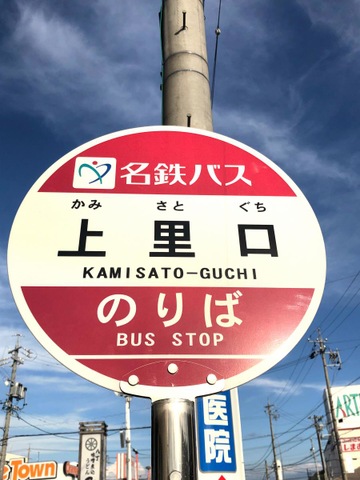 名鉄バス
かみ さと ぐち
上里口
KAMISATO-GUCHI
のりば
BUS STOP
医院
Town
ART